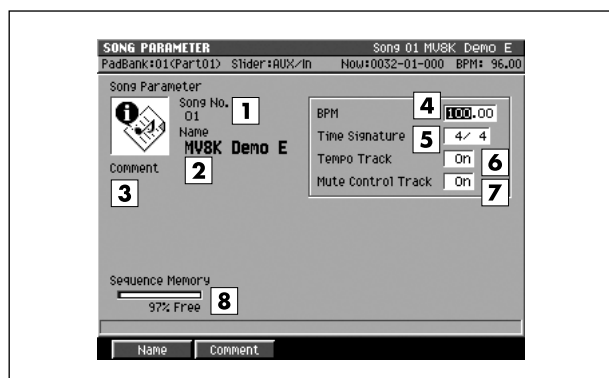 SONG PARAMETER Song 01 MV8K Demo E
PadBank:01(Part01) Slider:AUX/In Now:0032-01-000 BPM: 96.00
Song Parameter
Song No. 1
01
Name
MV8K Demo E
2
Comment
3
BPM 4 100.00
Time Signature 5 4/ 4
Tempo Track On 6
Mute Control Track On 7
Sequence Memory
97% Free 8
Name Comment